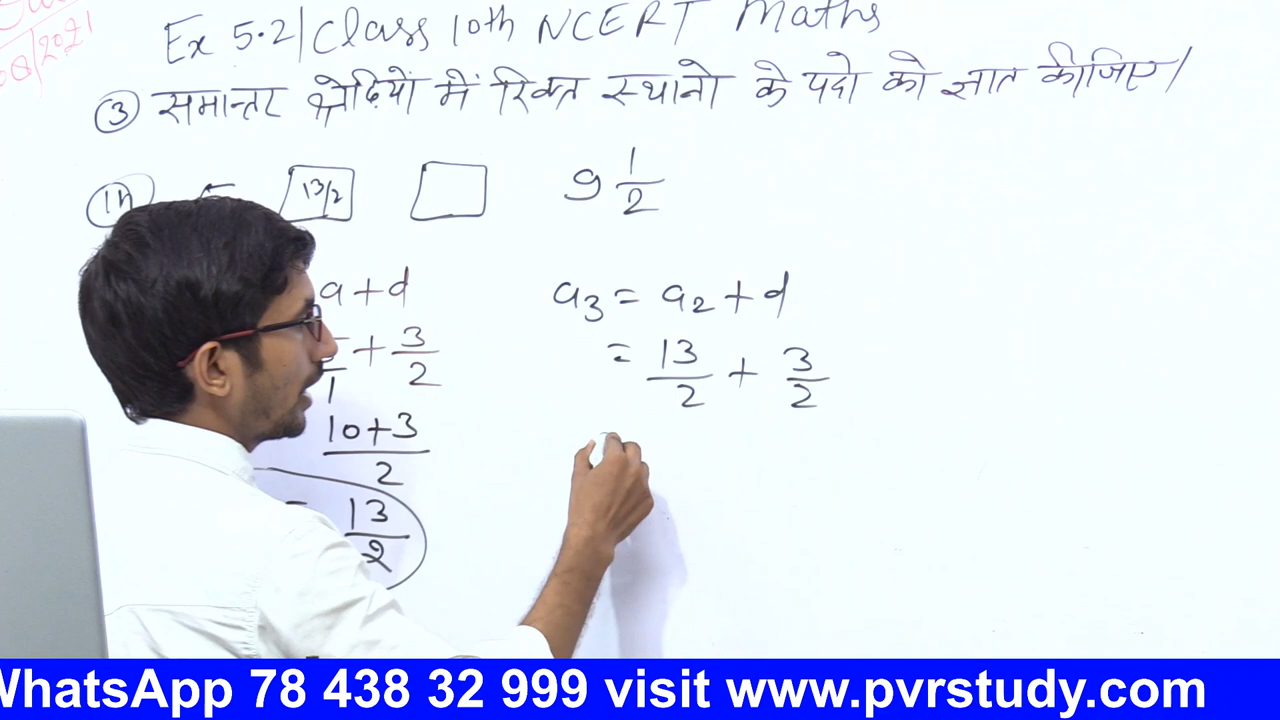 08/2021
Ex 5.2/Class 10th NCERT Maths
③ समान्तर श्रेढियों में रिक्त स्थानो के पदो को ज्ञात कीजिए/
13/2 9 1/2
a+d
+ 3/2
10+3/2
= 13/2
a3 = a2 + d
= 13/2 + 3/2
WhatsApp 78 438 32 999 visit www.pvrstudy.com